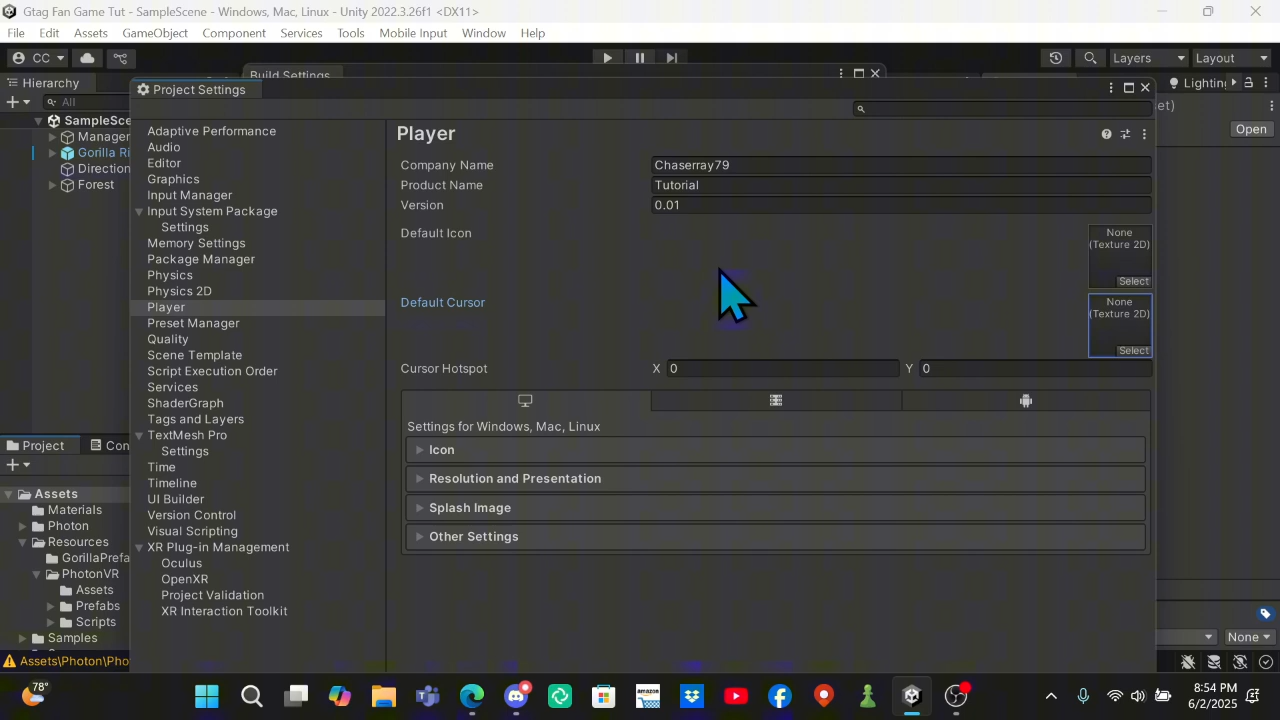 Gtag Fan Game Tut - SampleScene - Windows, Mac, Linux - Unity 2022.3.26f1 <DX11>
File Edit Assets GameObject Component Services Tools Mobile Input Window Help
CC Layers Layout
Build Settings
Hierarchy
Project Settings
Lighting
All
SampleSce
Adaptive Performance
Audio
Editor
Graphics
Input Manager
Input System Package
Settings
Memory Settings
Package Manager
Physics
Physics 2D
Player
Preset Manager
Quality
Scene Template
Script Execution Order
Services
ShaderGraph
Tags and Layers
TextMesh Pro
Settings
Time
Timeline
UI Builder
Version Control
Visual Scripting
XR Plug-in Management
Oculus
OpenXR
Project Validation
XR Interaction Toolkit
Manager
Gorilla Ri
Direction
Forest
Player
Company Name Chaserray79
Product Name Tutorial
Version 0.01
Default Icon
None
(Texture 2D)
Select
Default Cursor
None
(Texture 2D)
Select
Cursor Hotspot X 0 Y 0
Settings for Windows, Mac, Linux
Icon
Resolution and Presentation
Splash Image
Other Settings
et)
Open
Project Con
Assets
Materials
Photon
Resources
GorillaPrefa
PhotonVR
Assets
Prefabs
Scripts
Samples
Assets\Photon\Pho
None
78°
amazon
8:54 PM
6/2/2025